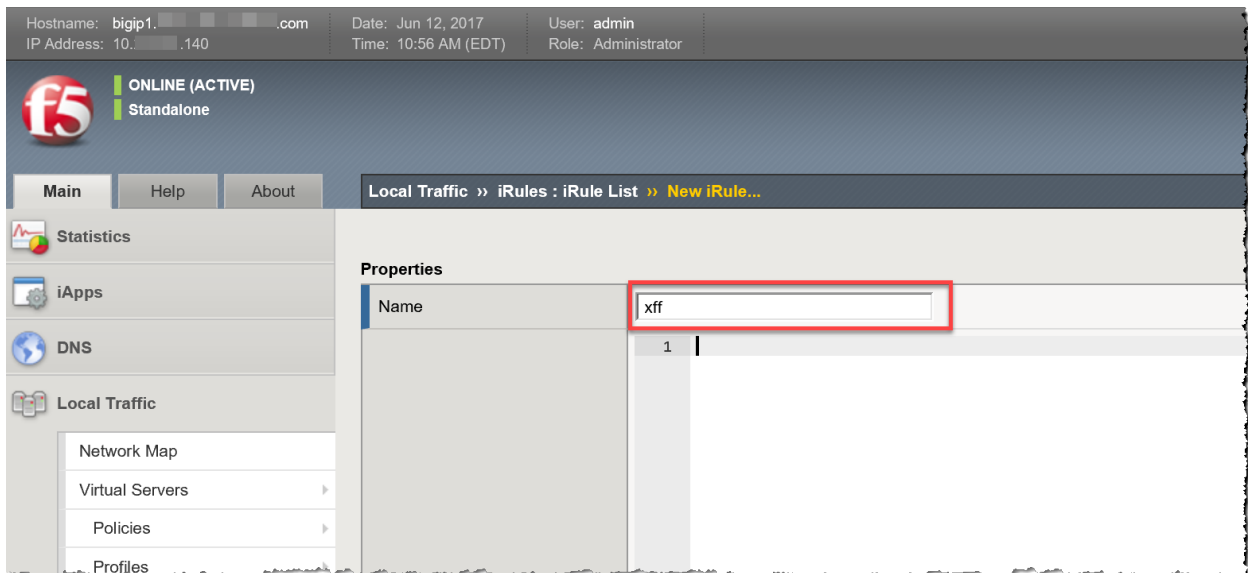 Hostname: bigip1. .com Date: Jun 12, 2017 User: admin
IP Address: 10. .140 Time: 10:56 AM (EDT) Role: Administrator
f5
ONLINE (ACTIVE)
Standalone
Main Help About
Local Traffic ›› iRules : iRule List ›› New iRule...
Statistics
Properties
iApps
Name xff
1
DNS
Local Traffic
Network Map
Virtual Servers
Policies
Profiles